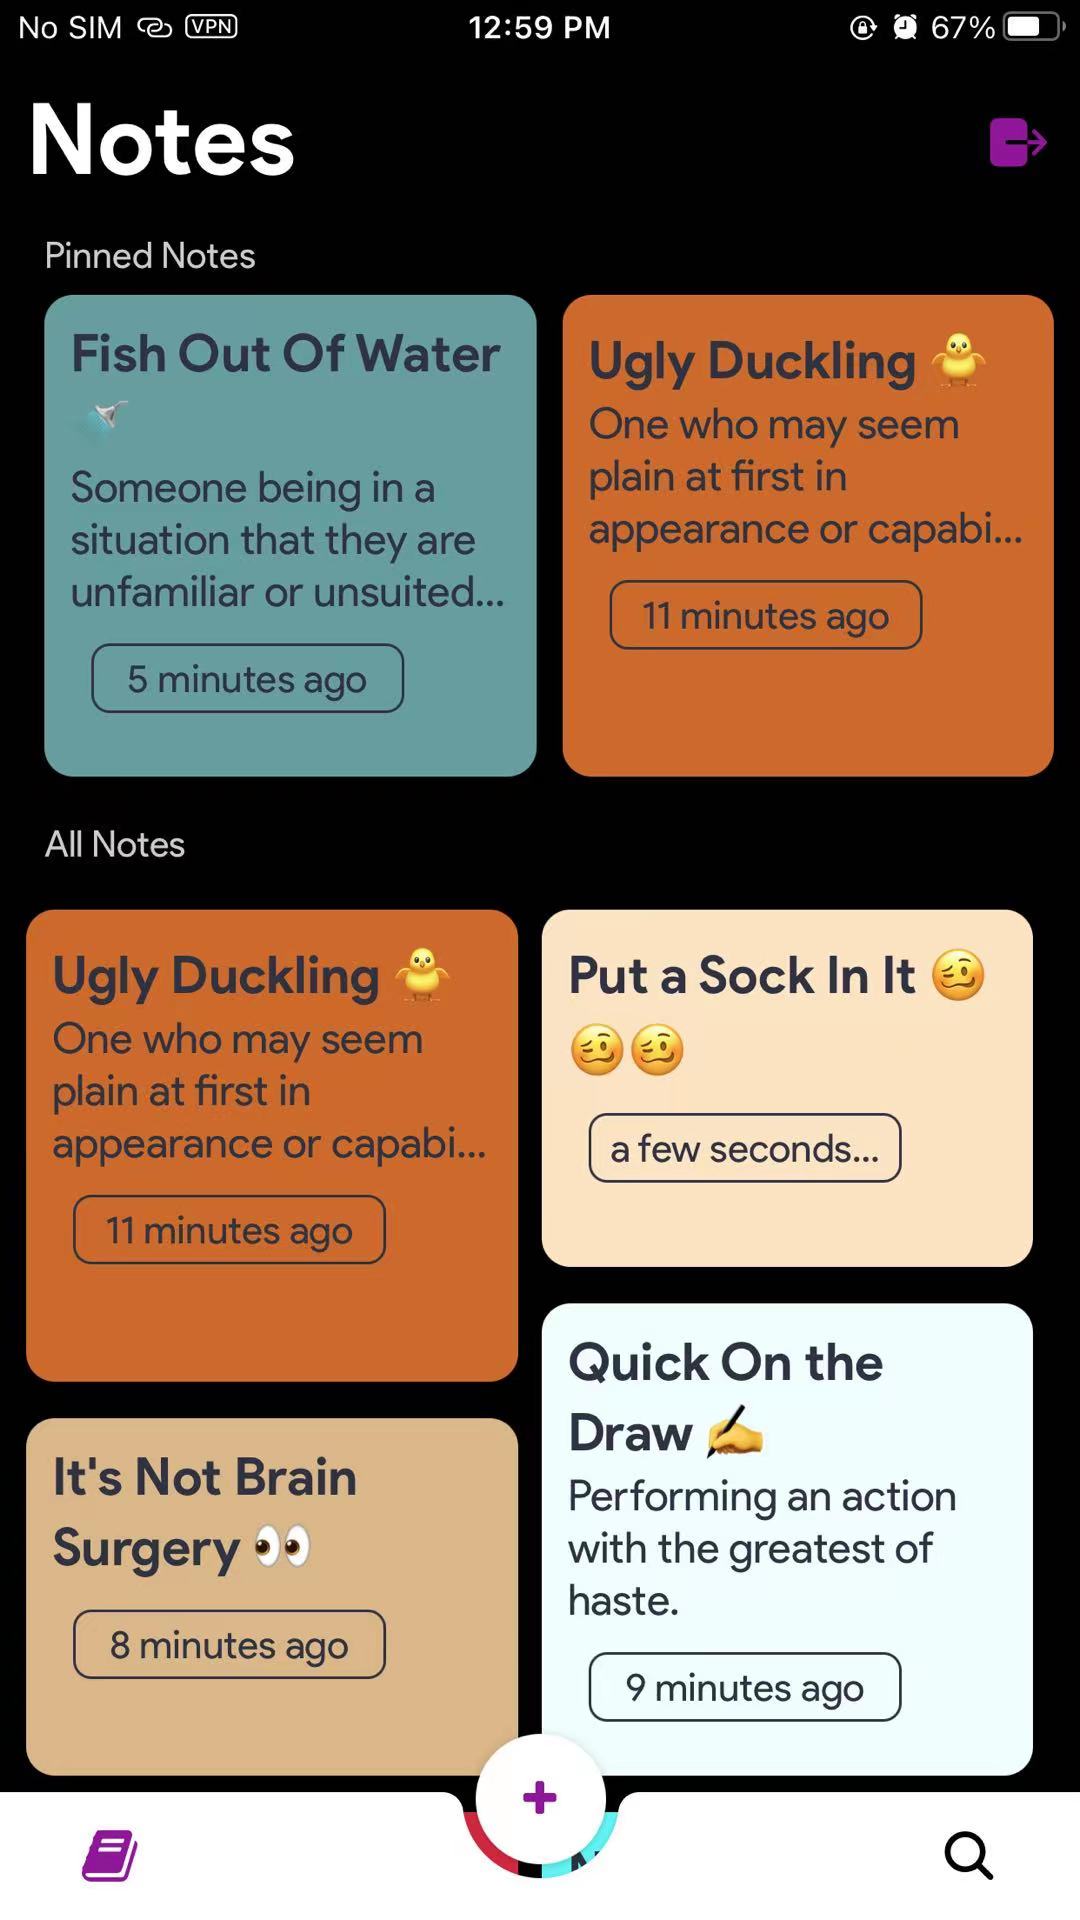 No SIM VPN 12:59 PM 67%
Notes
Pinned Notes
Fish Out Of Water
🚿
Someone being in a
situation that they are
unfamiliar or unsuited...
5 minutes ago
Ugly Duckling 🐥
One who may seem
plain at first in
appearance or capabi...
11 minutes ago
All Notes
Ugly Duckling 🐥
One who may seem
plain at first in
appearance or capabi...
11 minutes ago
Put a Sock In It 🥴
🥴🥴
a few seconds...
It's Not Brain
Surgery 👀
8 minutes ago
Quick On the
Draw ✍️
Performing an action
with the greatest of
haste.
9 minutes ago